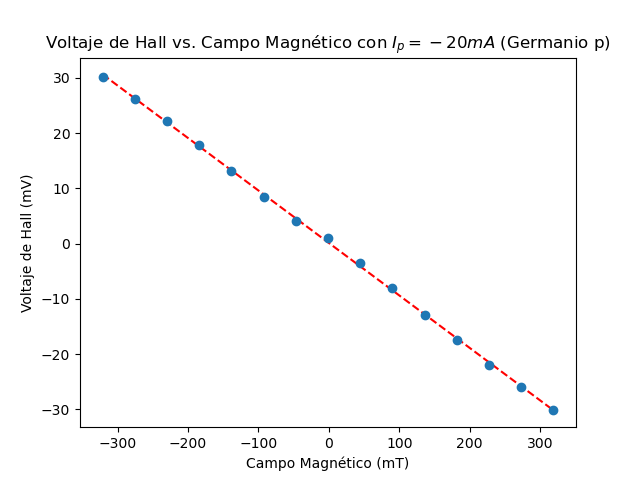 Voltaje de Hall vs. Campo Magnético con $I_p = -20mA$ (Germanio p)
30
20
10
0
−10
−20
−30
Voltaje de Hall (mV)
−300 −200 −100 0 100 200 300
Campo Magnético (mT)